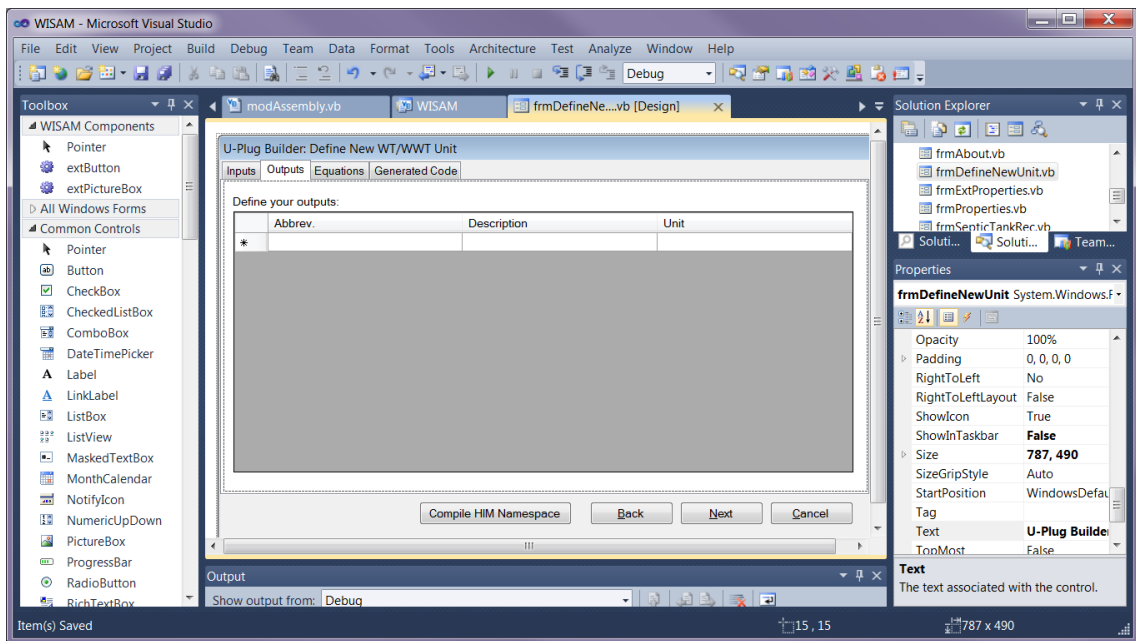 WISAM - Microsoft Visual Studio
File Edit View Project Build Debug Team Data Format Tools Architecture Test Analyze Window Help
Debug
Toolbox
WISAM Components
Pointer
extButton
extPictureBox
All Windows Forms
Common Controls
Pointer
Button
CheckBox
CheckedListBox
ComboBox
DateTimePicker
Label
LinkLabel
ListBox
ListView
MaskedTextBox
MonthCalendar
NotifyIcon
NumericUpDown
PictureBox
ProgressBar
RadioButton
RichTextBox
modAssembly.vb WISAM frmDefineNe....vb [Design]
U-Plug Builder: Define New WT/WWT Unit
Inputs Outputs Equations Generated Code
Define your outputs:
Abbrev. Description Unit
Compile HIM Namespace Back Next Cancel
Output
Show output from: Debug
Solution Explorer
frmAbout.vb
frmDefineNewUnit.vb
frmExtProperties.vb
frmProperties.vb
frmSepticTankRec.vb
Soluti... Soluti... Team...
Properties
frmDefineNewUnit System.Windows.F
Opacity 100%
Padding 0, 0, 0, 0
RightToLeft No
RightToLeftLayout False
ShowIcon True
ShowInTaskbar False
Size 787, 490
SizeGripStyle Auto
StartPosition WindowsDefau
Tag
Text U-Plug Builder
TopMost False
Text
The text associated with the control.
Item(s) Saved 15 , 15 787 x 490